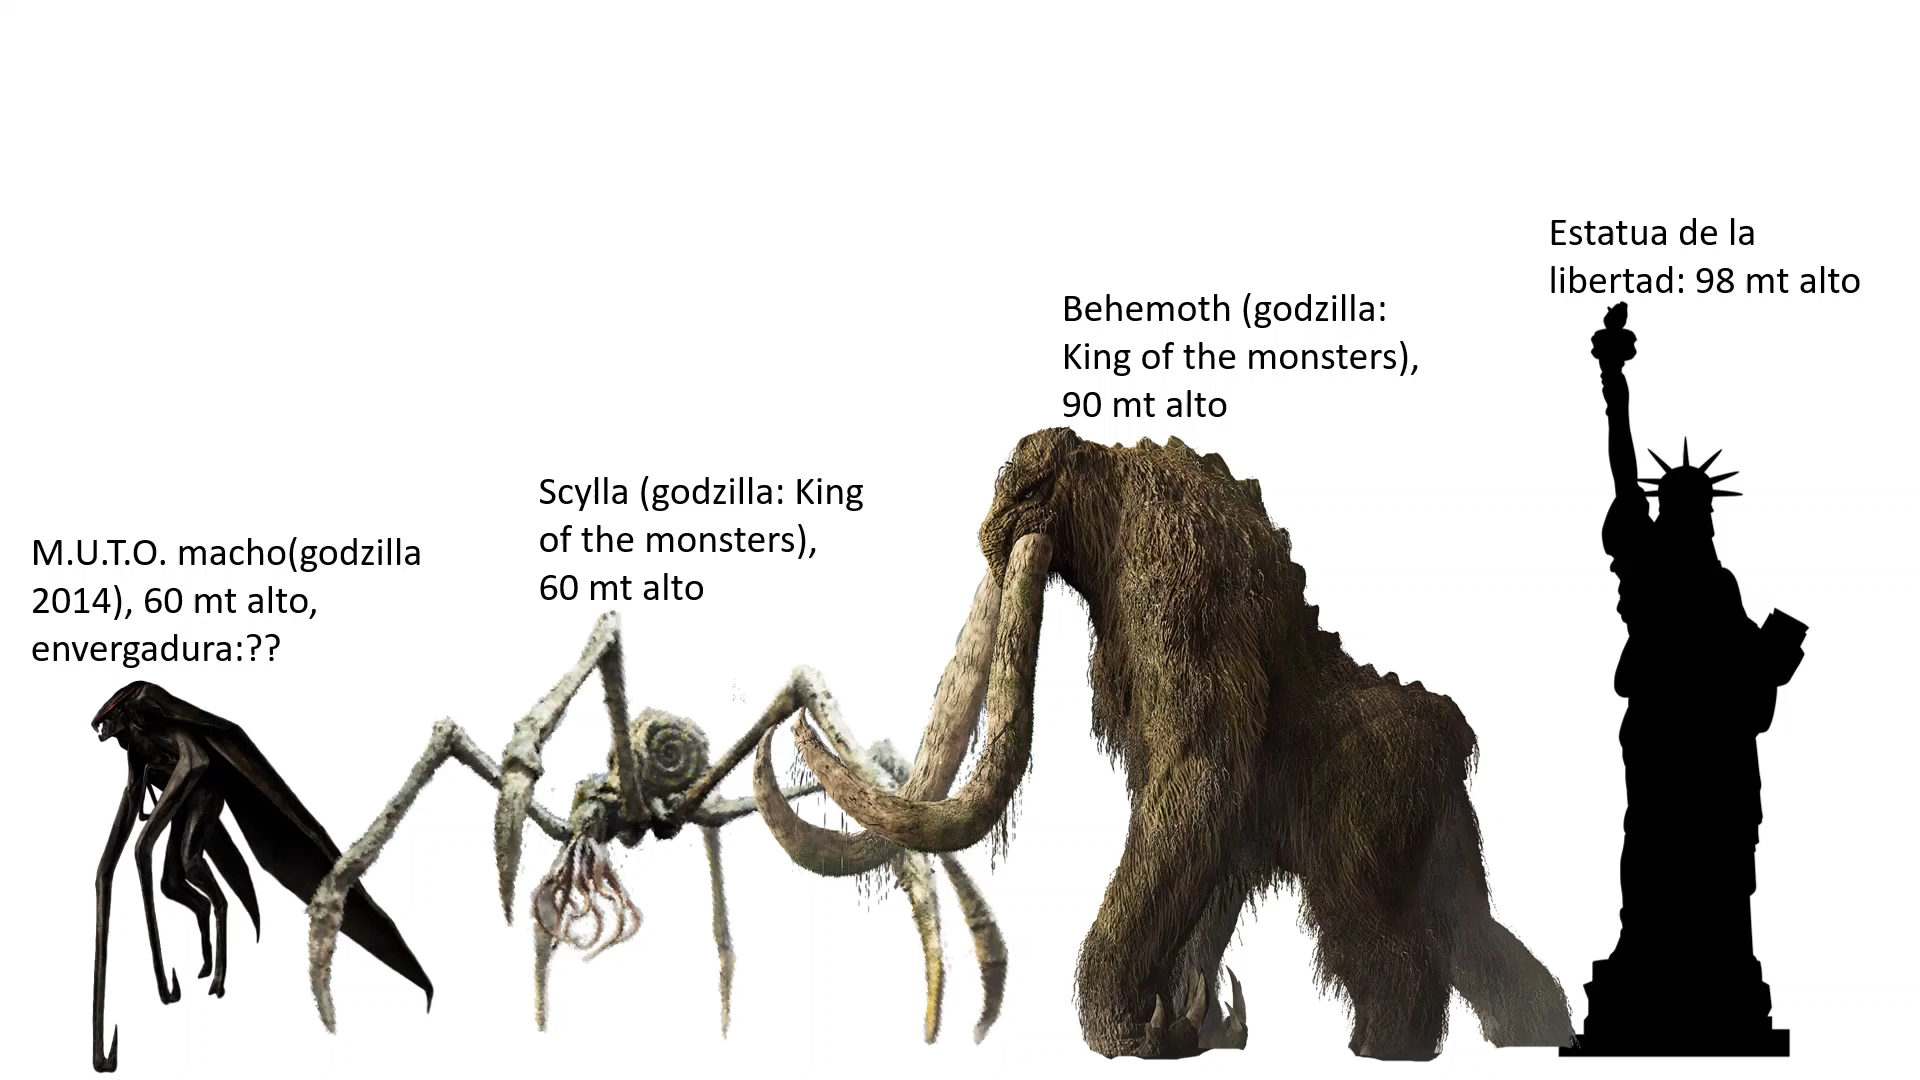 M.U.T.O. macho(godzilla
2014), 60 mt alto,
envergadura:??
Scylla (godzilla: King
of the monsters),
60 mt alto
Behemoth (godzilla:
King of the monsters),
90 mt alto
Estatua de la
libertad: 98 mt alto